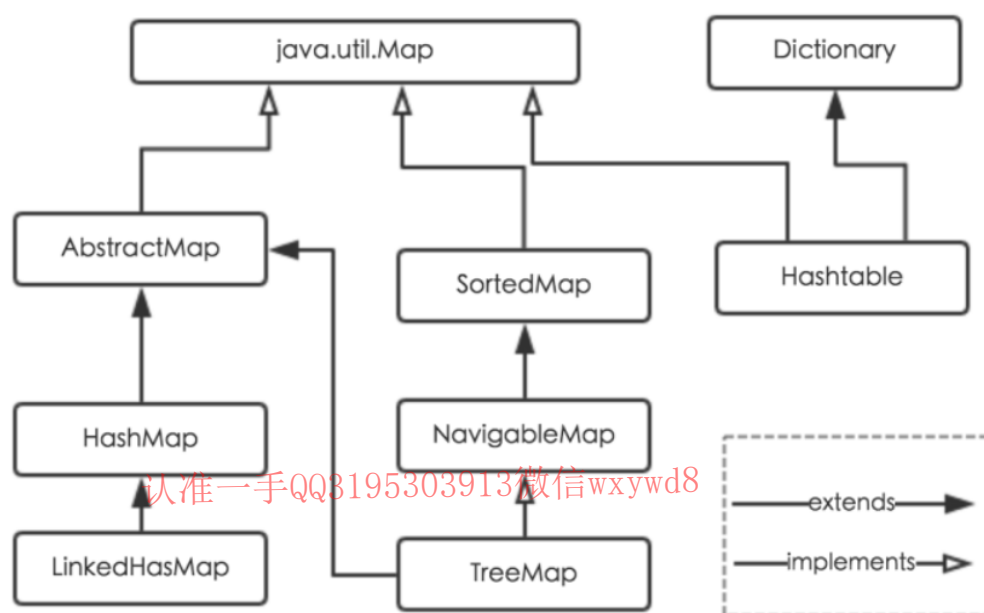 java.util.Map
Dictionary
AbstractMap
SortedMap
Hashtable
HashMap
NavigableMap
认准一手QQ3195303913微信wxywd8
extends
LinkedHasMap
TreeMap
implements